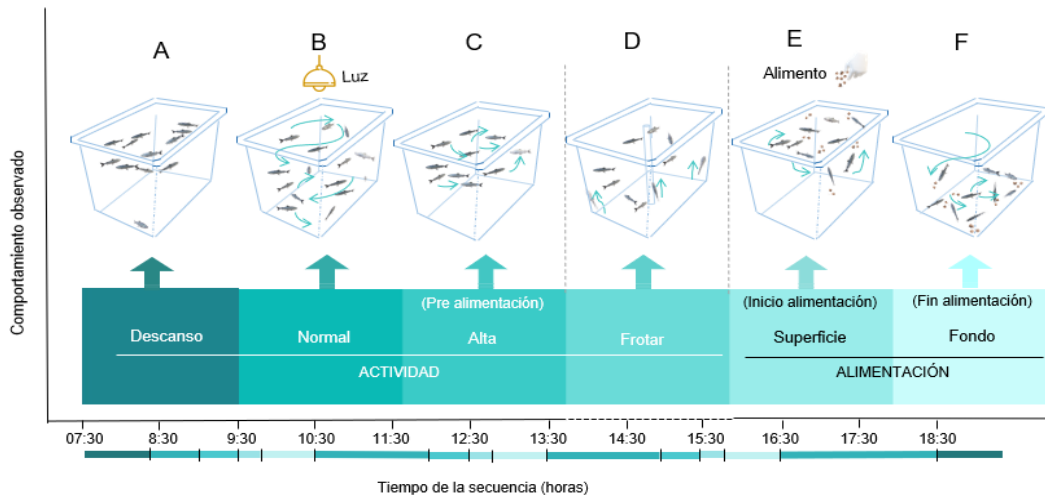 A
B
C
D
E
F
Luz
Alimento
Comportamiento observado
(Pre alimentación)
(Inicio alimentación)
(Fin alimentación)
Descanso
Normal
Alta
Frotar
Superficie
Fondo
ACTIVIDAD
ALIMENTACIÓN
07:30
8:30
9:30
10:30
11:30
12:30
13:30
14:30
15:30
16:30
17:30
18:30
Tiempo de la secuencia (horas)